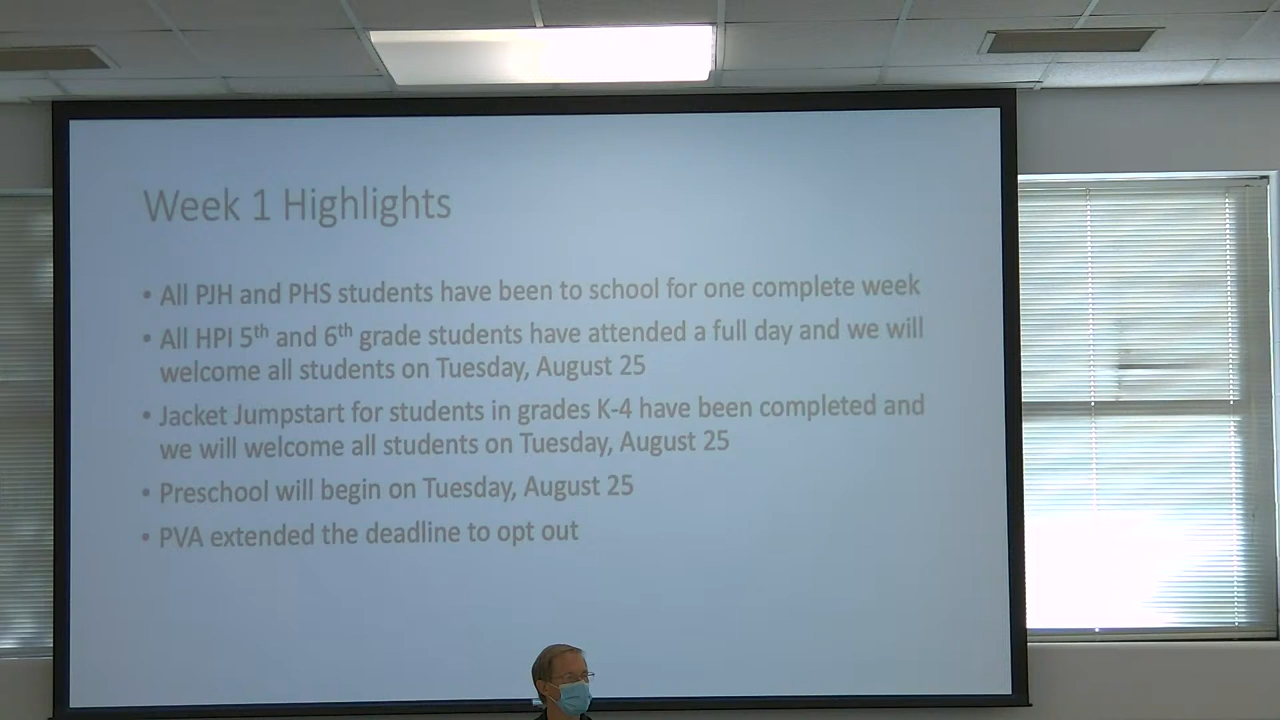 Week 1 Highlights
• All PJH and PHS students have been to school for one complete week
• All HPI 5th and 6th grade students have attended a full day and we will
welcome all students on Tuesday, August 25
• Jacket Jumpstart for students in grades K-4 have been completed and
we will welcome all students on Tuesday, August 25
• Preschool will begin on Tuesday, August 25
• PVA extended the deadline to opt out